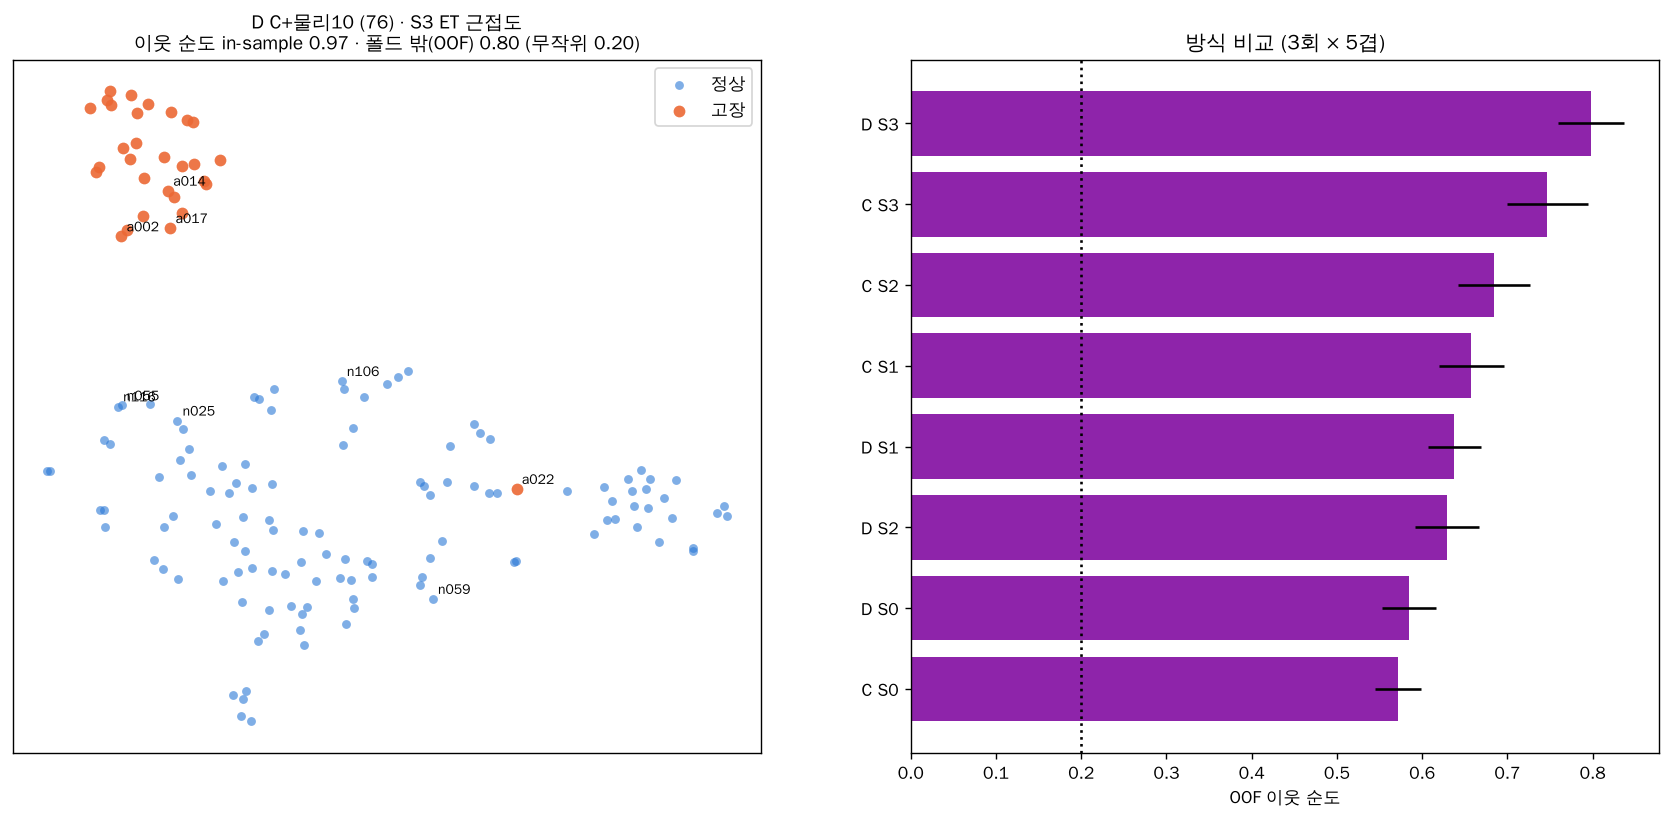 D C+물리10 (76) · S3 ET 근접도
이웃 순도 in-sample 0.97 · 폴드 밖(OOF) 0.80 (무작위 0.20)
정상
고장
a014
a017
a002
n106
n055
n025
a022
n059
방식 비교 (3회 × 5겹)
D S3
C S3
C S2
C S1
D S1
D S2
D S0
C S0
0.0 0.1 0.2 0.3 0.4 0.5 0.6 0.7 0.8
OOF 이웃 순도